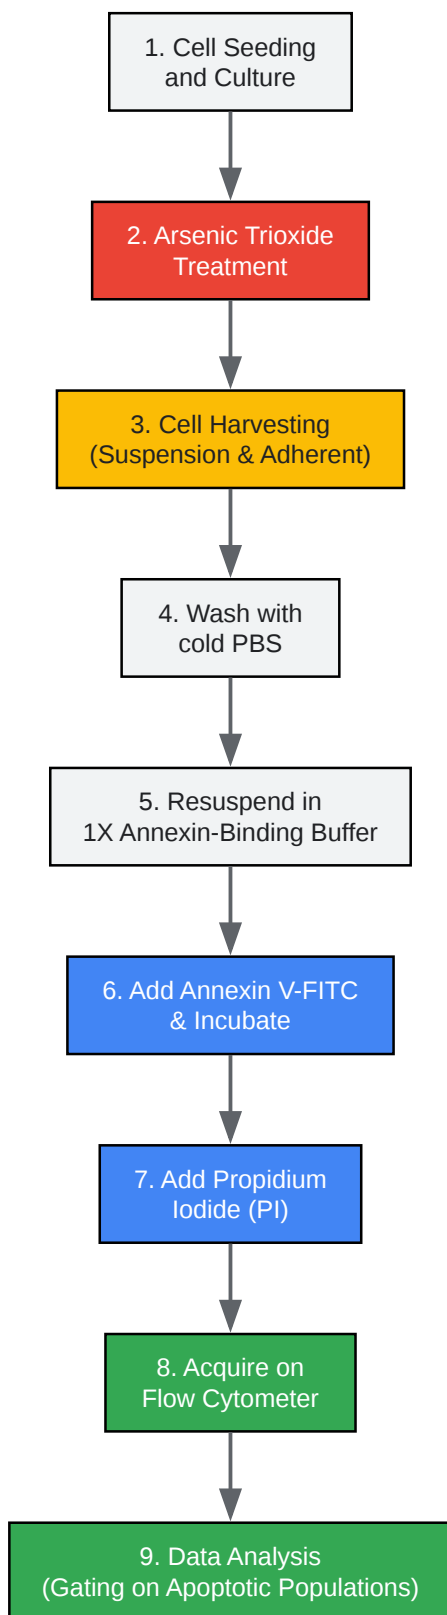 1. Cell Seeding
and Culture
2. Arsenic Trioxide
Treatment
3. Cell Harvesting
(Suspension & Adherent)
4. Wash with
cold PBS
5. Resuspend in
1X Annexin-Binding Buffer
6. Add Annexin V-FITC
& Incubate
7. Add Propidium
Iodide (PI)
8. Acquire on
Flow Cytometer
9. Data Analysis
(Gating on Apoptotic Populations)